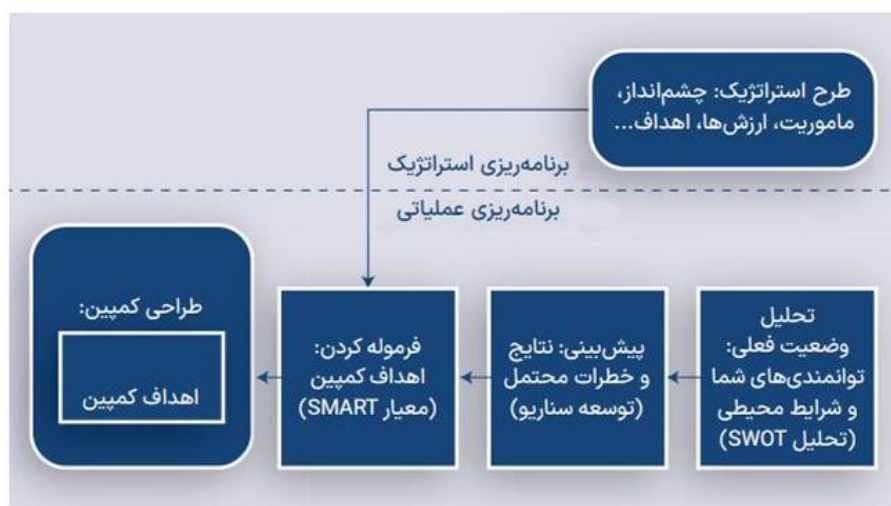 طرح استراتژیک: چشم‌انداز،
ماموریت، ارزش‌ها، اهداف...
برنامه‌ریزی استراتژیک
برنامه‌ریزی عملیاتی
تحلیل
وضعیت فعلی:
توانمندی‌های شما
و شرایط محیطی
(تحلیل SWOT)
پیش‌بینی: نتایج
و خطرات محتمل
(توسعه سناریو)
فرموله کردن:
اهداف کمپین
(معیار SMART)
طراحی کمپین:
اهداف کمپین